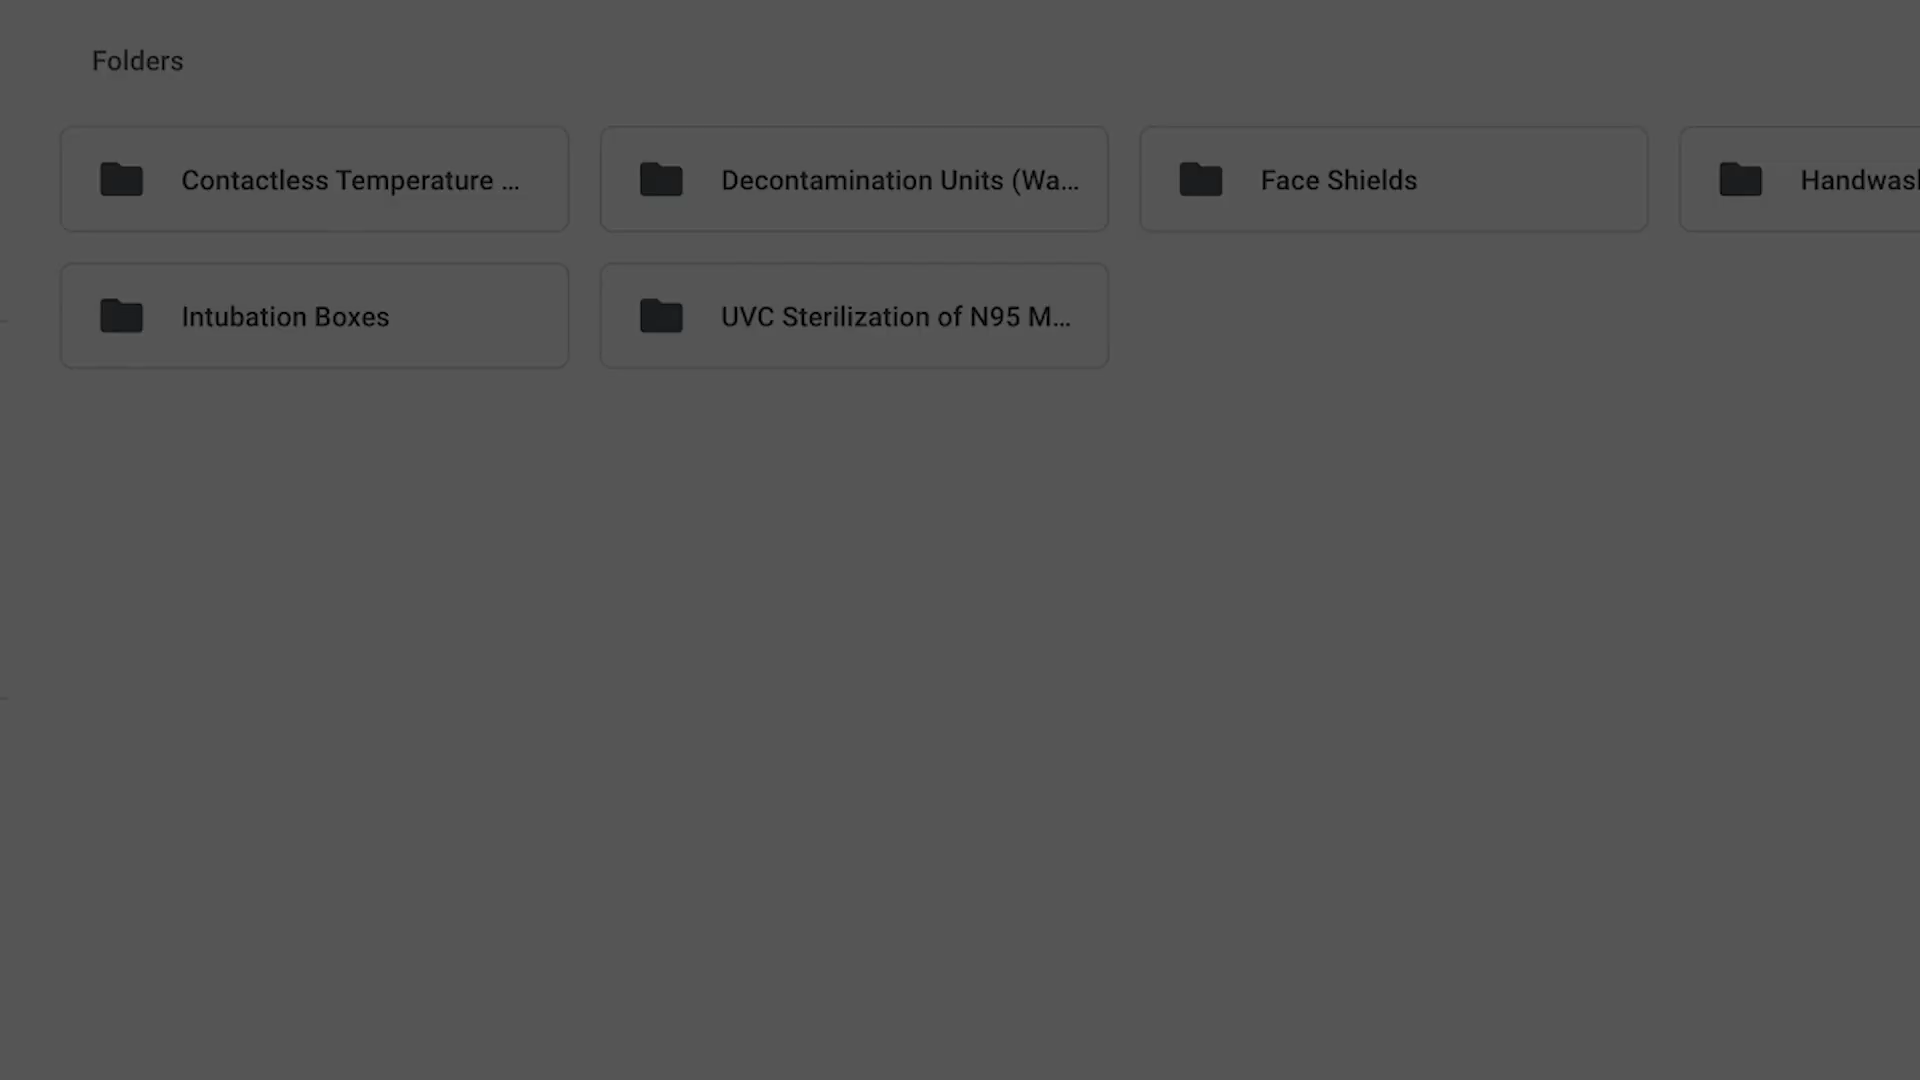 Folders
Contactless Temperature ...
Decontamination Units (Wa...
Face Shields
Handwas
Intubation Boxes
UVC Sterilization of N95 M...